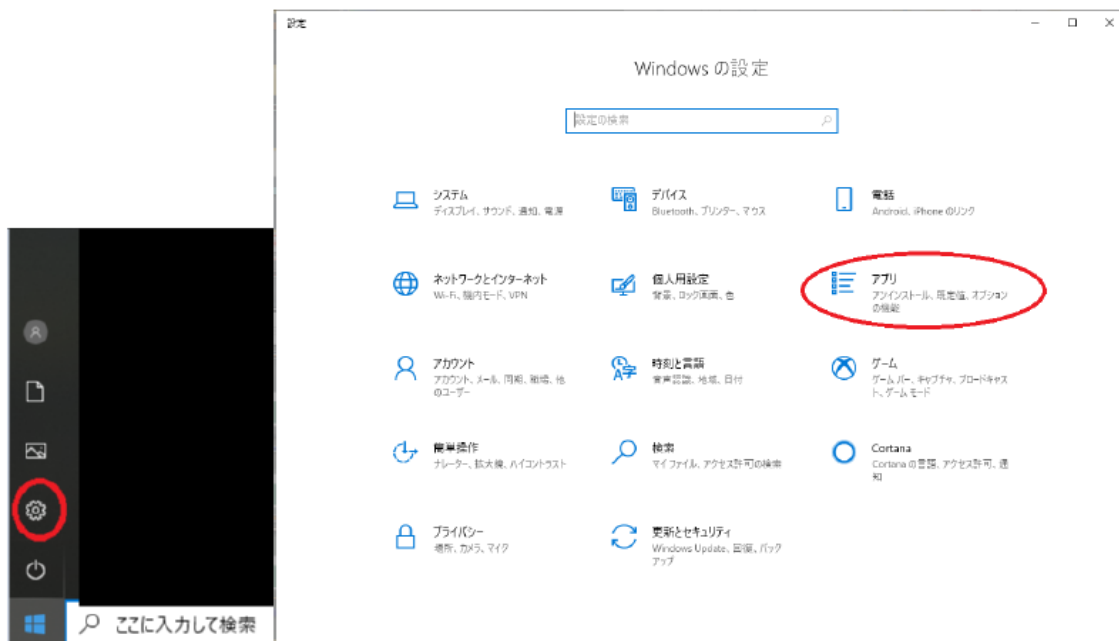 設定
Windows の設定
設定の検索
システム
ディスプレイ、サウンド、通知、電源
デバイス
Bluetooth、プリンター、マウス
電話
Android、iPhone のリンク
ネットワークとインターネット
Wi-Fi、機内モード、VPN
個人用設定
背景、ロック画面、色
アプリ
アンインストール、既定値、オプション
の機能
アカウント
アカウント、メール、同期、職場、他
のユーザー
時刻と言語
音声認識、地域、日付
ゲーム
ゲーム バー、キャプチャ、ブロードキャス
ト、ゲーム モード
簡単操作
ナレーター、拡大鏡、ハイコントラスト
検索
マイ ファイル、アクセス許可の検索
Cortana
Cortana の言語、アクセス許可、通
知
プライバシー
場所、カメラ、マイク
更新とセキュリティ
Windows Update、回復、バック
アップ
ここに入力して検索